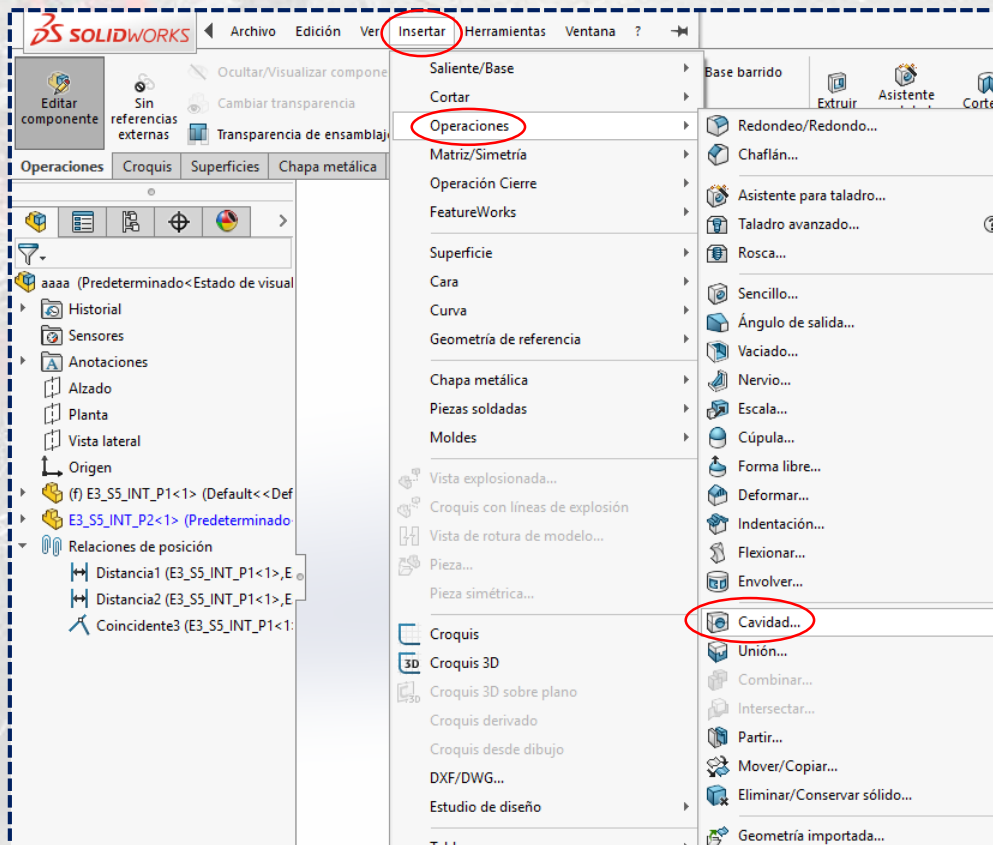 SOLIDWORKS
Archivo Edición Ver Insertar Herramientas Ventana ?
Editar componente
Sin referencias externas
Ocultar/Visualizar compone
Cambiar transparencia
Transparencia de ensamblaj
Base barrido
Extruir
Asistente
Corte
Operaciones Croquis Superficies Chapa metálica
aaaa (Predeterminado<Estado de visual
Historial
Sensores
Anotaciones
Alzado
Planta
Vista lateral
Origen
(f) E3_S5_INT_P1<1> (Default<<Def
E3_S5_INT_P2<1> (Predeterminado
Relaciones de posición
Distancia1 (E3_S5_INT_P1<1>,E
Distancia2 (E3_S5_INT_P1<1>,E
Coincidente3 (E3_S5_INT_P1<1
Saliente/Base
Cortar
Operaciones
Matriz/Simetría
Operación Cierre
FeatureWorks
Superficie
Cara
Curva
Geometría de referencia
Chapa metálica
Piezas soldadas
Moldes
Vista explosionada...
Croquis con líneas de explosión
Vista de rotura de modelo...
Pieza...
Pieza simétrica...
Croquis
3D Croquis 3D
Croquis 3D sobre plano
Croquis derivado
Croquis desde dibujo
DXF/DWG...
Estudio de diseño
Redondeo/Redondo...
Chaflán...
Asistente para taladro...
Taladro avanzado...
Rosca...
Sencillo...
Ángulo de salida...
Vaciado...
Nervio...
Escala...
Cúpula...
Forma libre...
Deformar...
Indentación...
Flexionar...
Envolver...
Cavidad...
Unión...
Combinar...
Intersectar...
Partir...
Mover/Copiar...
Eliminar/Conservar sólido...
Geometría importada...